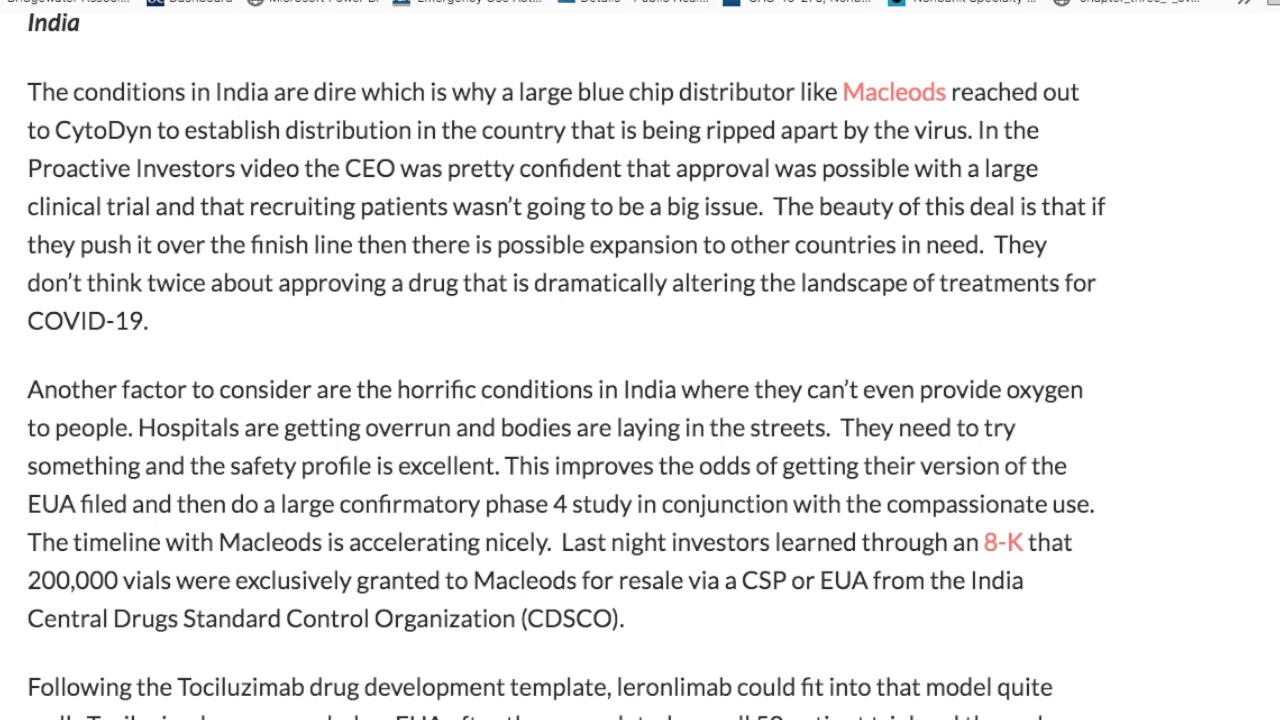 Dashboard
India
The conditions in India are dire which is why a large blue chip distributor like Macleods reached out
to CytoDyn to establish distribution in the country that is being ripped apart by the virus. In the
Proactive Investors video the CEO was pretty confident that approval was possible with a large
clinical trial and that recruiting patients wasn’t going to be a big issue.  The beauty of this deal is that if
they push it over the finish line then there is possible expansion to other countries in need.  They
don’t think twice about approving a drug that is dramatically altering the landscape of treatments for
COVID-19.
Another factor to consider are the horrific conditions in India where they can’t even provide oxygen
to people. Hospitals are getting overrun and bodies are laying in the streets.  They need to try
something and the safety profile is excellent. This improves the odds of getting their version of the
EUA filed and then do a large confirmatory phase 4 study in conjunction with the compassionate use.
The timeline with Macleods is accelerating nicely.  Last night investors learned through an 8-K that
200,000 vials were exclusively granted to Macleods for resale via a CSP or EUA from the India
Central Drugs Standard Control Organization (CDSCO).
Following the Tociluzimab drug development template, leronlimab could fit into that model quite